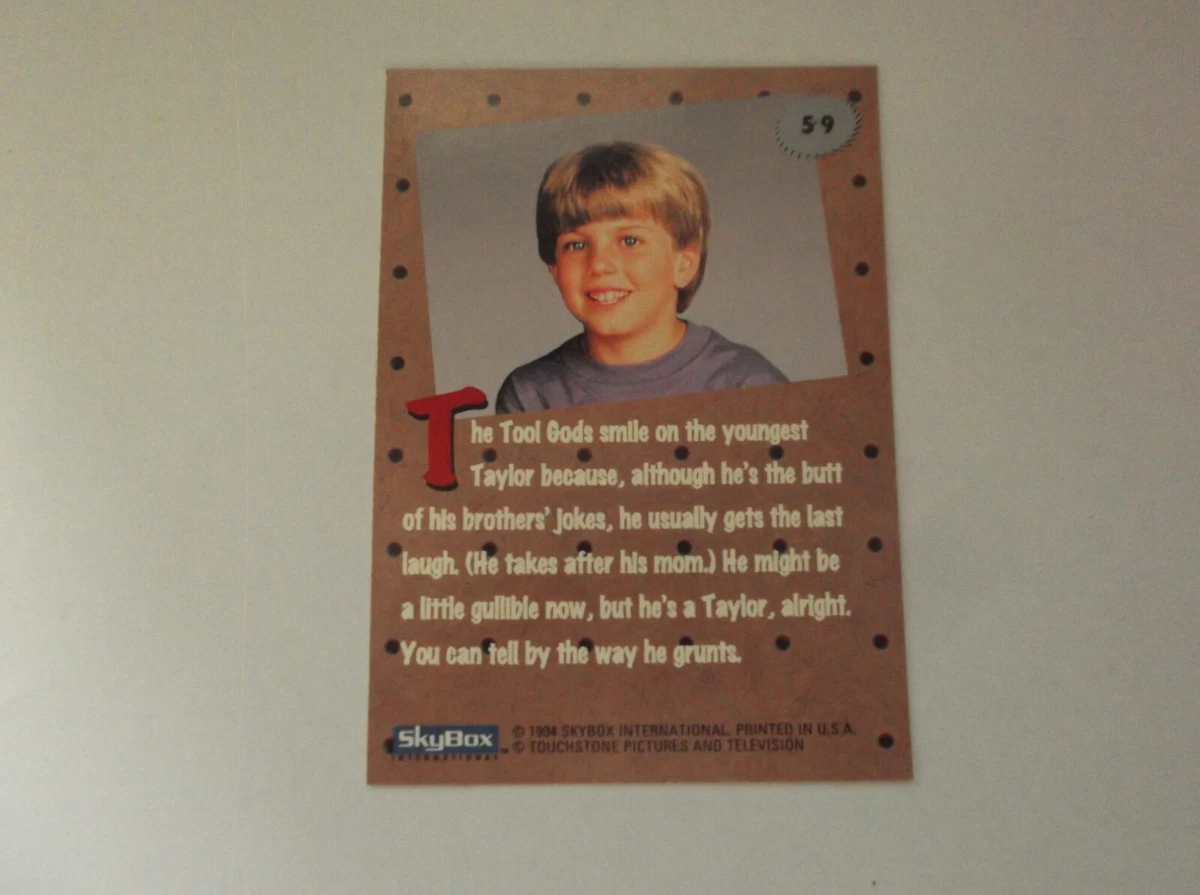 59
The Tool Gods smile on the youngest
Taylor because, although he's the butt
of his brothers' jokes, he usually gets the last
laugh. (He takes after his mom.) He might be
a little gullible now, but he's a Taylor, alright.
You can tell by the way he grunts.
SkyBox
INTERNATIONAL
TM
© 1994 SKYBOX INTERNATIONAL. PRINTED IN U.S.A.
© TOUCHSTONE PICTURES AND TELEVISION